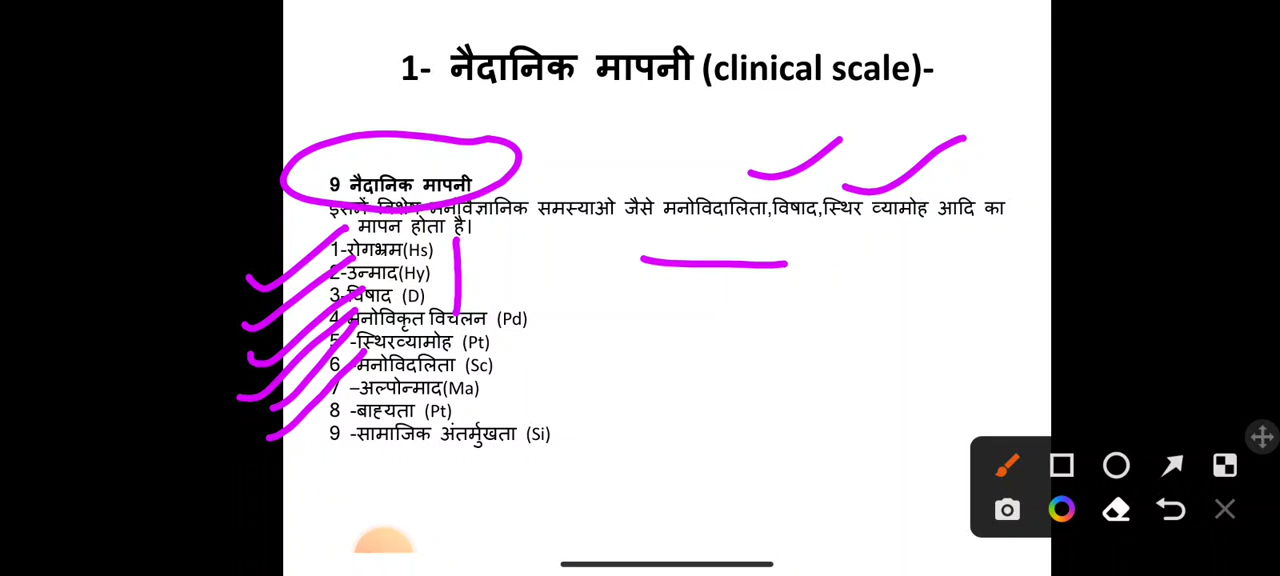 1- नैदानिक मापनी (clinical scale)-
9 नैदानिक मापनी
इसमें विशेष मनोवैज्ञानिक समस्याओ जैसे मनोविदालिता,विषाद,स्थिर व्यामोह आदि का
मापन होता है।
1-रोगभ्रम(Hs)
2-उन्माद(Hy)
3-विषाद (D)
4-मनोविकृत विचलन (Pd)
5 -स्थिरव्यामोह (Pt)
6 -मनोविदलिता (Sc)
7 –अल्पोन्माद(Ma)
8 -बाह्यता (Pt)
9 -सामाजिक अंतर्मुखता (Si)